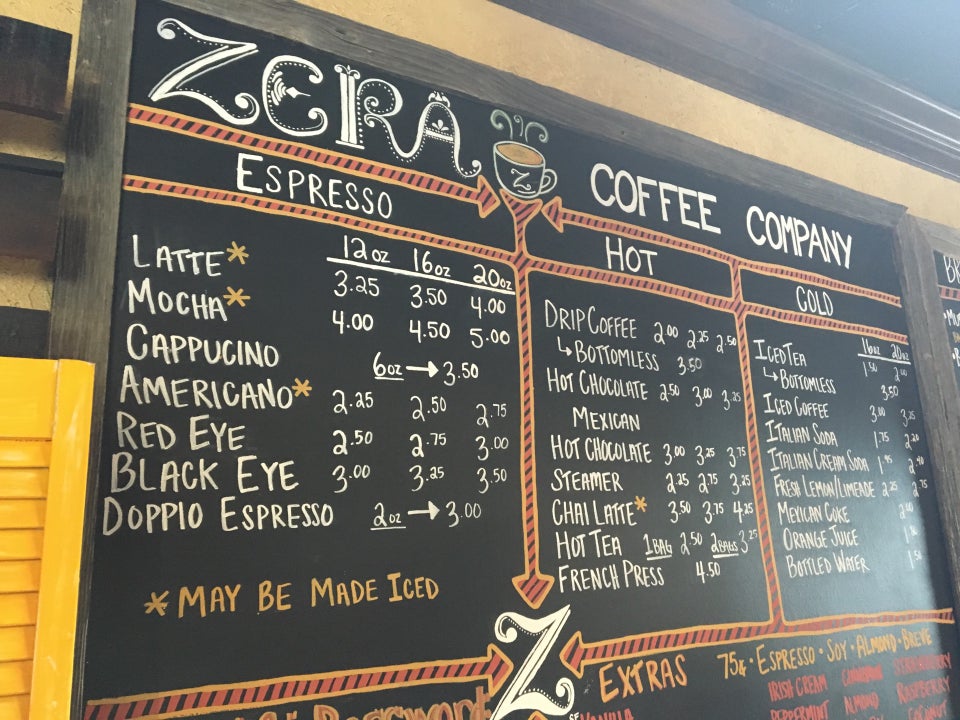 ZERA
Z
COFFEE COMPANY
ESPRESSO
12oz 16oz 20oz
LATTE* 3.25 3.50 4.00
MOCHA* 4.00 4.50 5.00
CAPPUCINO 6oz → 3.50
AMERICANO* 2.25 2.50 2.75
RED EYE 2.50 2.75 3.00
BLACK EYE 3.00 3.25 3.50
DOPPIO ESPRESSO 2oz → 3.00
*MAY BE MADE ICED
HOT
DRIP COFFEE 2.00 2.25 2.50
↳ BOTTOMLESS 3.50
HOT CHOCOLATE 2.50 3.00 3.25
MEXICAN
HOT CHOCOLATE 3.00 3.25 3.75
STEAMER 2.25 2.75 3.25
CHAI LATTE* 3.50 3.75 4.25
HOT TEA 1 BAG 2.50 2 BAGS 3.25
FRENCH PRESS 4.50
COLD
16oz 20oz
ICED TEA 1.50
↳ BOTTOMLESS 3.50
ICED COFFEE 3.00 3.25
ITALIAN SODA 1.75
ITALIAN CREAM SODA 1.95
FRESH LEMON/LIMEADE 2.25 2.75
MEXICAN COKE
ORANGE JUICE
BOTTLED WATER
Z
EXTRAS 75¢ • ESPRESSO • SOY • ALMOND • BREVE
IRISH CREAM CINNAMON STRAWBERRY
PEPPERMINT ALMOND RASPBERRY
VANILLA COCONUT